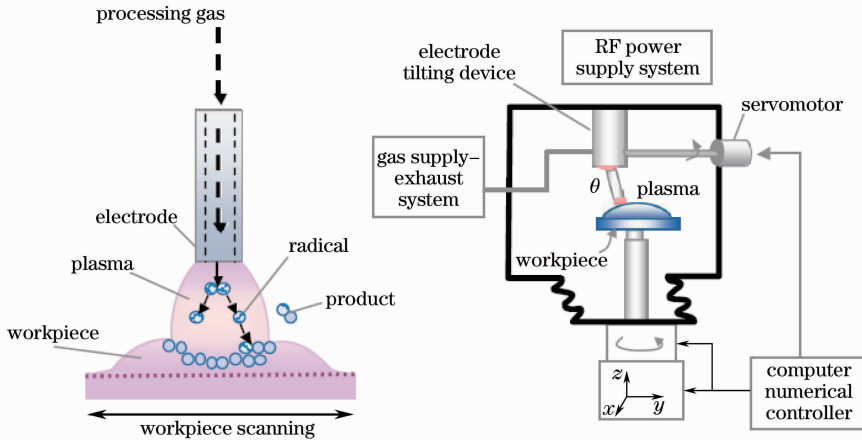 processing gas
electrode
plasma
radical
product
workpiece
workpiece scanning
electrode
tilting device
RF power
supply system
servomotor
gas supply–
exhaust
system
θ
plasma
workpiece
z
x
y
computer
numerical
controller